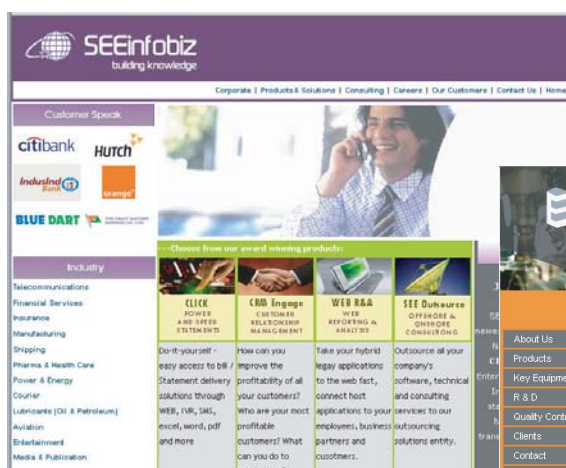 SEEinfobiz
building knowledge
Corporate | Products & Solutions | Consulting | Careers | Our Customers | Contact Us | Home
Customer Speak
citibank
HUTCH
IndusInd Bank
orange
BLUE DART
THE GREAT EASTERN SHIPPING CO. LTD.
Industry
Telecommunications
Financial Services
Insurance
Manufacturing
Shipping
Pharma & Health Care
Power & Energy
Courier
Lubricants (Oil & Petroleum)
Aviation
Entertainment
Media & Publication
---Choose from our award winning products:
CLICK
POWER
AND SPEED
STATEMENTS
Do-it-yourself -
easy access to bill /
Statement delivery
solutions through
WEB, IVR, SMS,
excel, word, pdf
and more
CRM Engage
CUSTOMER
RELATIONSHIP
MANAGEMENT
How can you
improve the
profitability of all
your customers?
Who are your most
profitable
customers? What
can you do to
WEB R&A
WEB
REPORTING &
ANALYSIS
Take your hybrid
legay applications
to the web fast,
connect host
applications to your
employees, business
partners and
cusotmers.
SEE Outsource
OFFSHORE &
ONSHORE
CONSULTONG
Outsource all your
company's
software, technical
and consulting
services to our
outsourcing
solutions entity.
About Us
Products
Key Equipme
R & D
Quality Contr
Clients
Contact